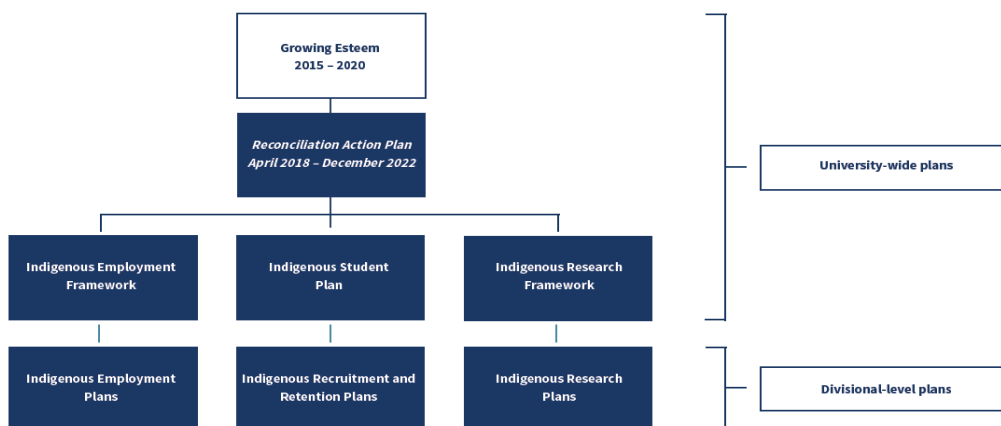 Growing Esteem
2015 – 2020
Reconciliation Action Plan
April 2018 – December 2022
University-wide plans
Indigenous Employment
Framework
Indigenous Student
Plan
Indigenous Research
Framework
Indigenous Employment
Plans
Indigenous Recruitment and
Retention Plans
Indigenous Research
Plans
Divisional-level plans